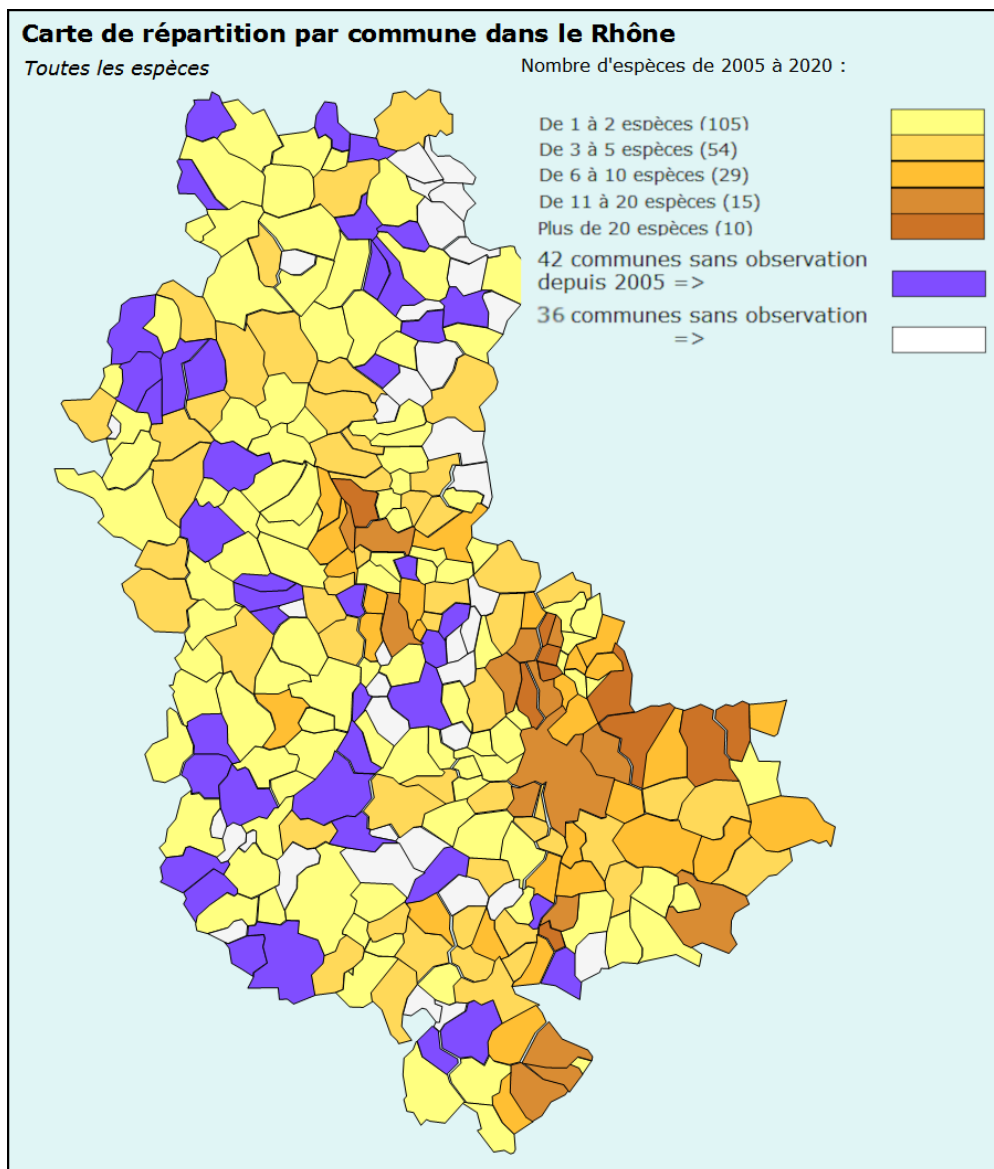 Carte de répartition par commune dans le Rhône
Toutes les espèces
Nombre d'espèces de 2005 à 2020 :
De 1 à 2 espèces (105)
De 3 à 5 espèces (54)
De 6 à 10 espèces (29)
De 11 à 20 espèces (15)
Plus de 20 espèces (10)
42 communes sans observation
depuis 2005 =>
36 communes sans observation
=>